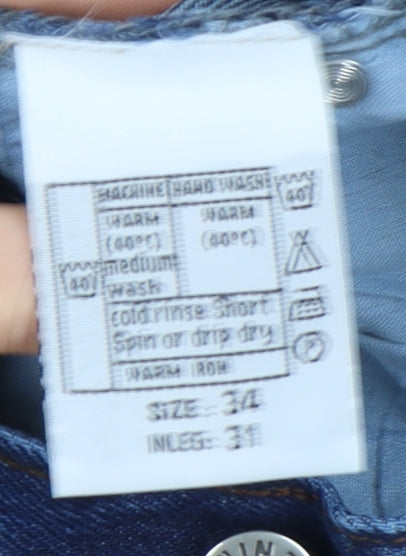 MACHINE HAND WASH 40
WARM WARM
(40°C) (40°C)
40 medium
wash
cold rinse Short
Spin or drip dry
P
WARM IRON
SIZE: 34
INLEG: 31
IN